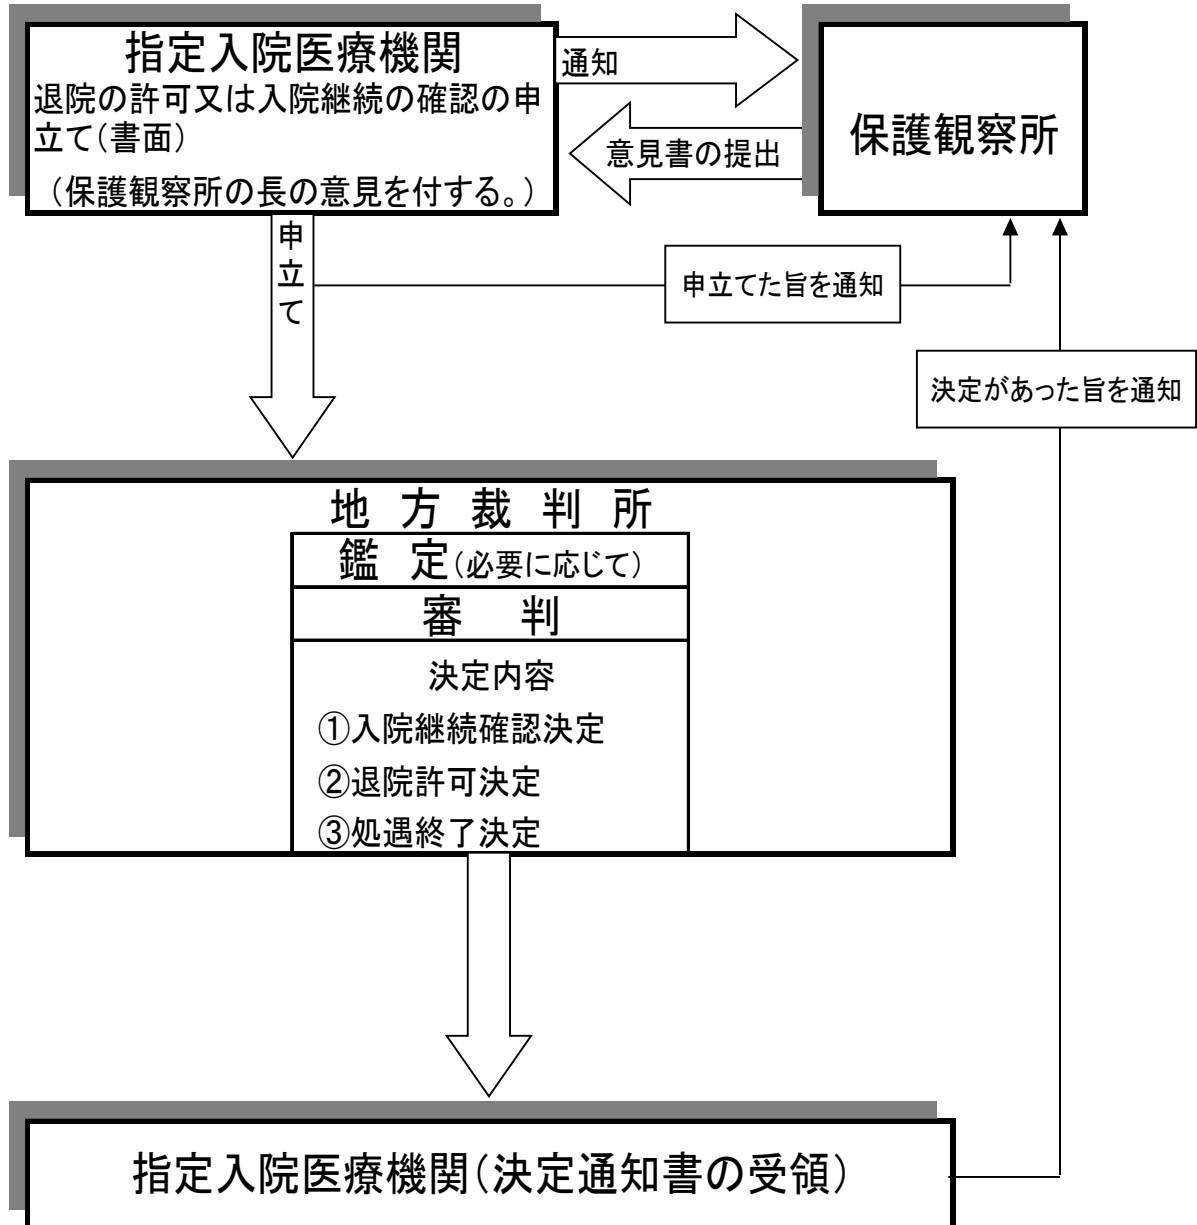 指定入院医療機関
退院の許可又は入院継続の確認の申
立て（書面）
（保護観察所の長の意見を付する。）
通知
意見書の提出
保護観察所
申立て
申立てた旨を通知
決定があった旨を通知
地方裁判所
鑑定（必要に応じて）
審判
決定内容
①入院継続確認決定
②退院許可決定
③処遇終了決定
指定入院医療機関（決定通知書の受領）